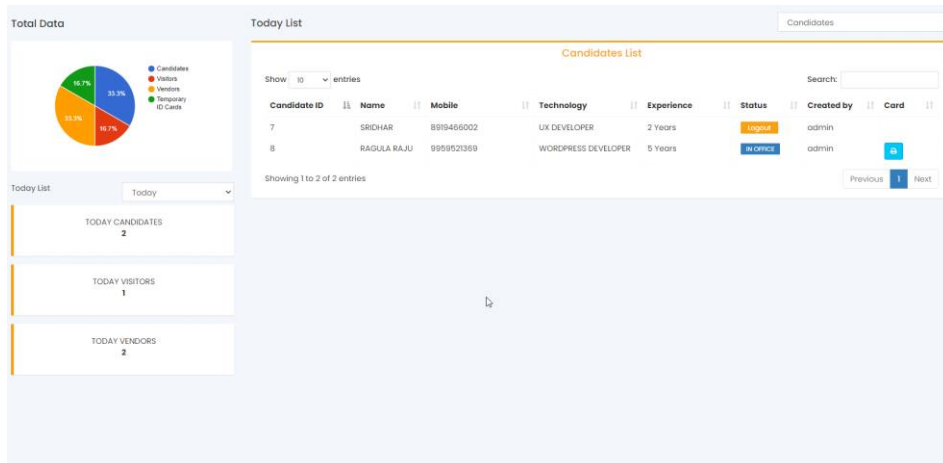 Total Data
Today List
Candidates
Candidates
Visitors
Vendors
Temporary
ID Cards
16.7%
33.3%
33.3%
16.7%
Today List
Today
TODAY CANDIDATES
2
TODAY VISITORS
1
TODAY VENDORS
2
Candidates List
Show 10 entries
Search:
Candidate ID Name Mobile Technology Experience Status Created by Card
7 SRIDHAR 8919466002 UX DEVELOPER 2 Years Logout admin
8 RAGULA RAJU 9959521369 WORDPRESS DEVELOPER 5 Years IN OFFICE admin
Showing 1 to 2 of 2 entries
Previous 1 Next